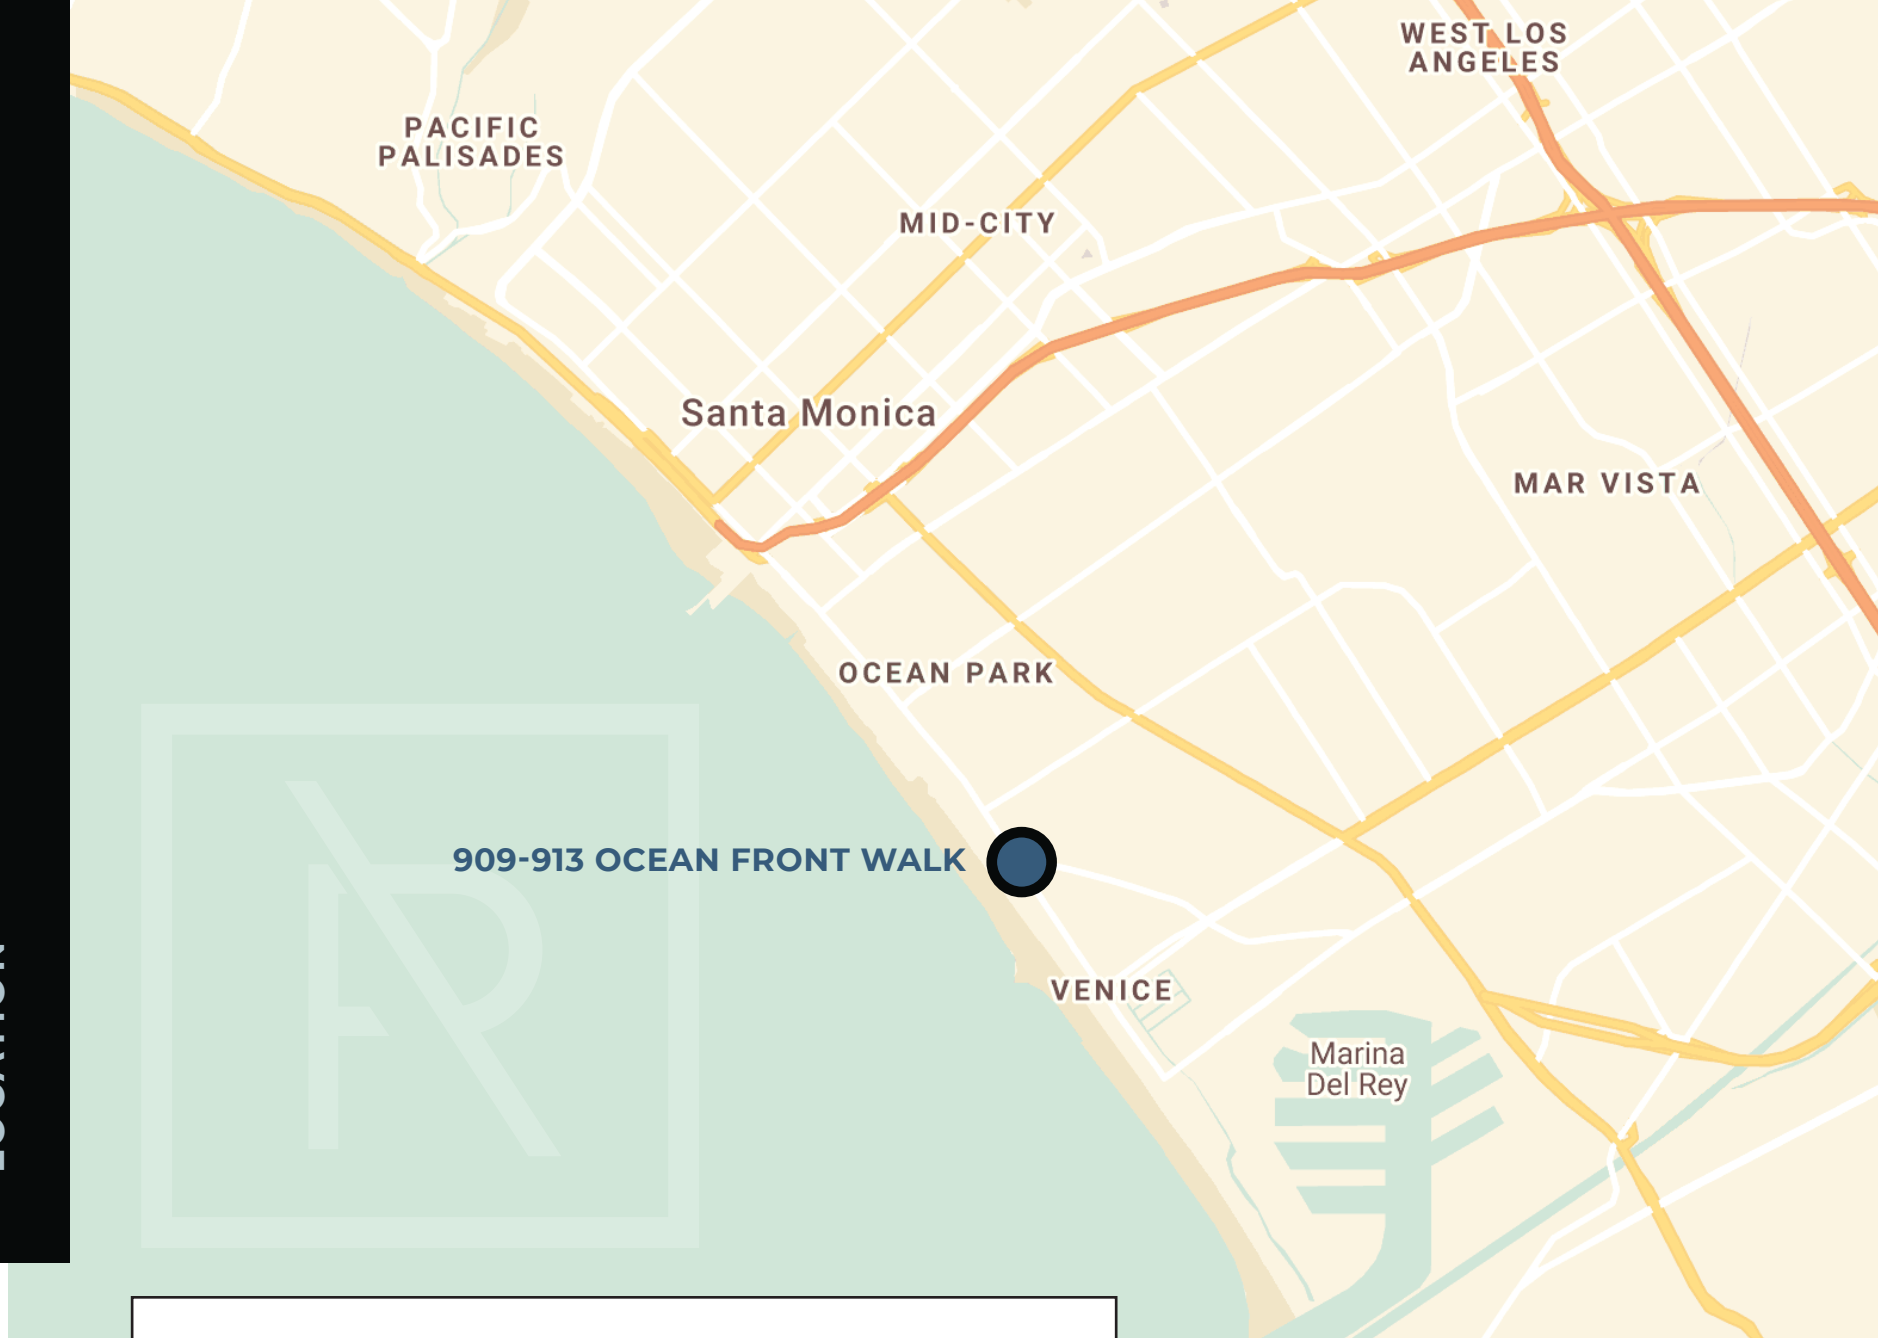 WEST LOS
ANGELES
PACIFIC
PALISADES
MID-CITY
Santa Monica
MAR VISTA
OCEAN PARK
909-913 OCEAN FRONT WALK
VENICE
Marina
Del Rey